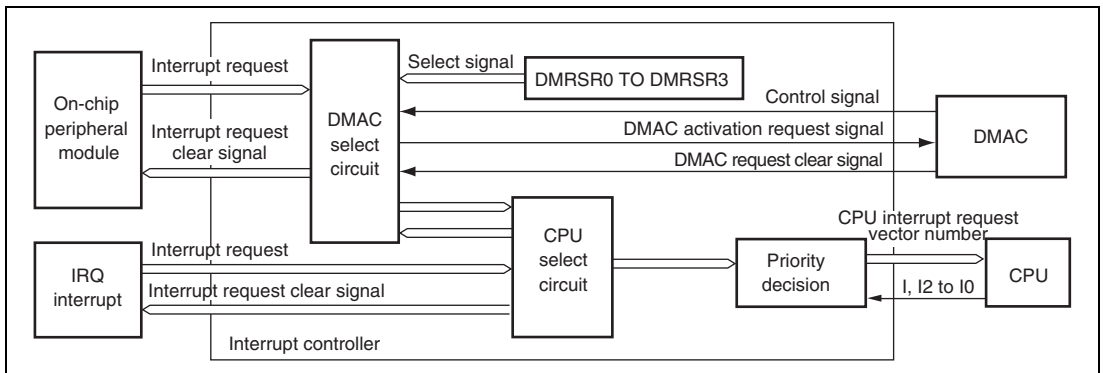 Interrupt request
Select signal
DMRSR0 TO DMRSR3
On-chip
peripheral
module
Interrupt request
clear signal
DMAC
select
circuit
Control signal
DMAC activation request signal
DMAC request clear signal
DMAC
IRQ
interrupt
Interrupt request
Interrupt request clear signal
CPU
select
circuit
Priority
decision
CPU interrupt request
vector number
CPU
I, I2 to I0
Interrupt controller